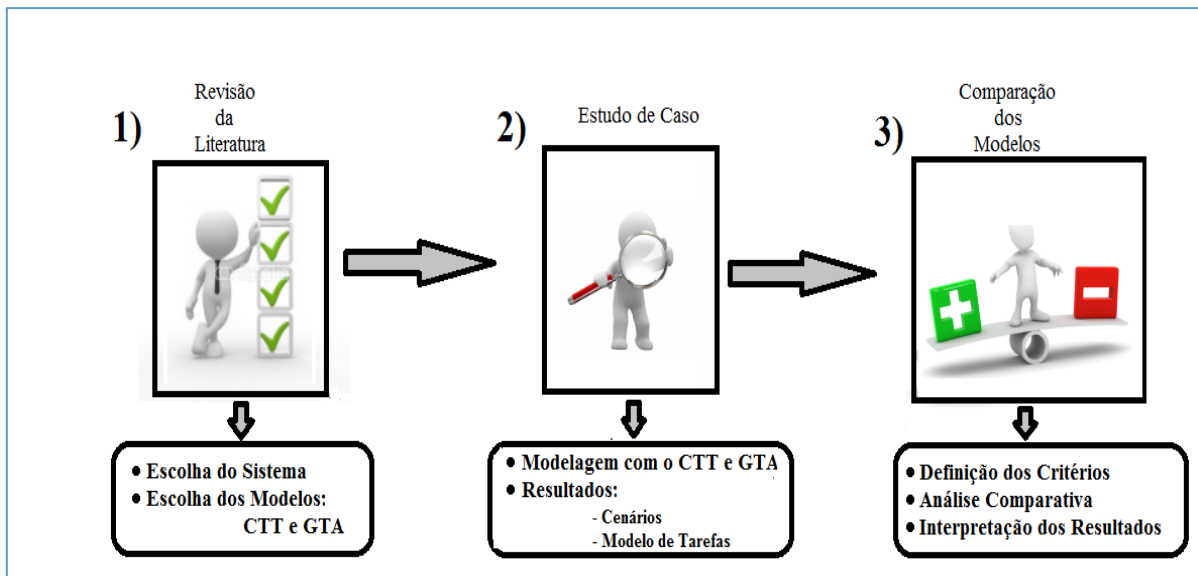 1)
Revisão
da
Literatura
• Escolha do Sistema
• Escolha dos Modelos:
CTT e GTA
2)
Estudo de Caso
• Modelagem com o CTT e GTA
• Resultados:
- Cenários
- Modelo de Tarefas
3)
Comparação
dos
Modelos
• Definição dos Critérios
• Análise Comparativa
• Interpretação dos Resultados